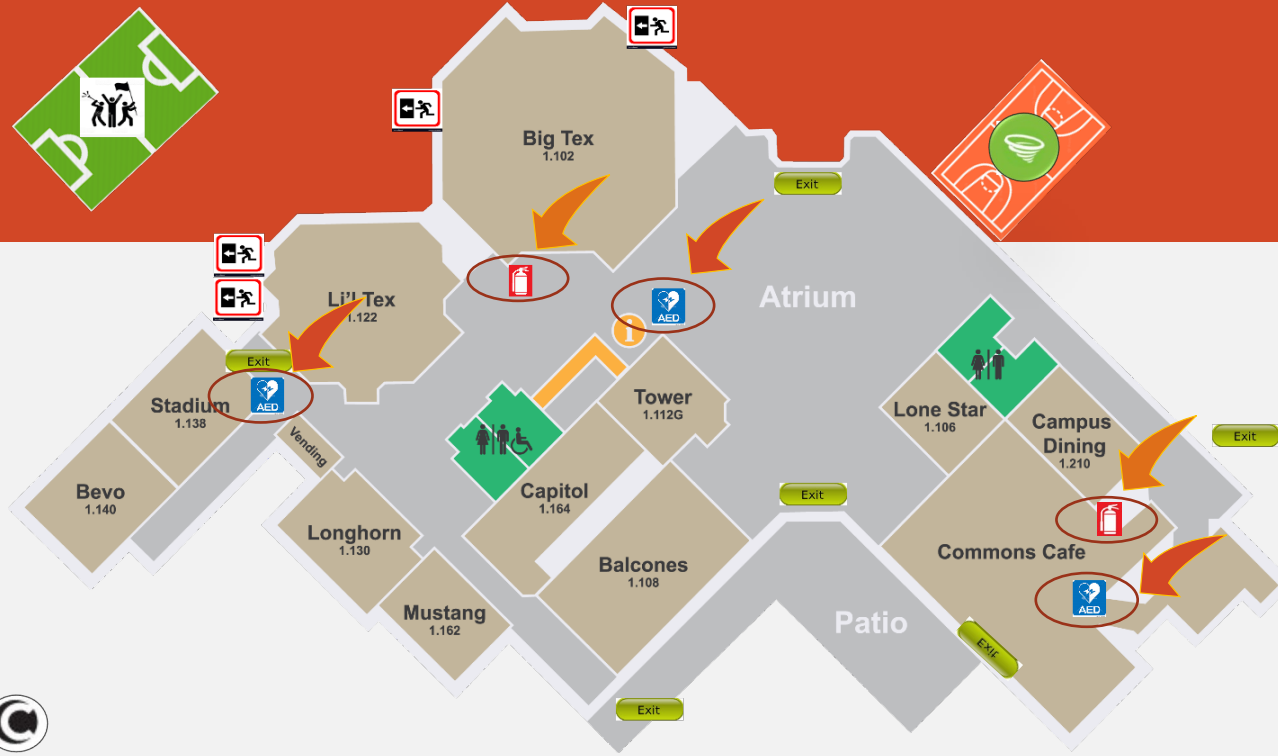 Big Tex
1.102
Exit
Atrium
Li'l Tex
1.122
Exit
i
AED
Stadium
1.138
AED
Vending
Tower
1.112G
Lone Star
1.106
Campus
Dining
1.210
Exit
Bevo
1.140
Capitol
1.164
Exit
Longhorn
1.130
Commons Cafe
Balcones
1.108
AED
Mustang
1.162
Patio
Exit
Exit
C